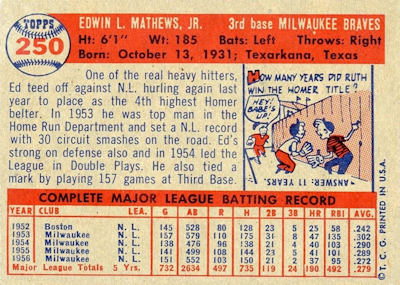 TOPPS
250
EDWIN L. MATHEWS, JR. 3rd base MILWAUKEE BRAVES
Ht: 6'1" Wt: 185 Bats: Left Throws: Right
Born: October 13, 1931; Texarkana, Texas
One of the real heavy hitters,
Ed teed off against N.L. hurling again last
year to place as the 4th highest Homer
belter. In 1953 he was top man in the
Home Run Department and set a N.L. record
with 30 circuit smashes on the road. Ed's
strong on defense also and in 1954 led the
League in Double Plays. He also tied a
mark by playing 157 games at Third Base.
HOW MANY YEARS DID RUTH
WIN THE HOMER TITLE?
HEY!
BABE'S
UP!
ANSWER: 11 YEARS.
COMPLETE MAJOR LEAGUE BATTING RECORD
YEAR CLUB LEA. G AB R H 2B 3B HR RBI AVG.
1952 Boston N. L. 145 528 80 128 23 5 25 58 .242
1953 Milwaukee N. L. 157 579 110 175 31 8 47 135 .302
1954 Milwaukee N. L. 138 476 96 138 21 4 40 103 .290
1955 Milwaukee N. L. 141 499 108 144 23 5 41 101 .289
1956 Milwaukee N. L. 151 552 103 150 21 2 37 95 .272
Major League Totals 5 Yrs. 732 2634 497 735 119 24 190 492 .279
© T. C. G. PRINTED IN U.S.A.